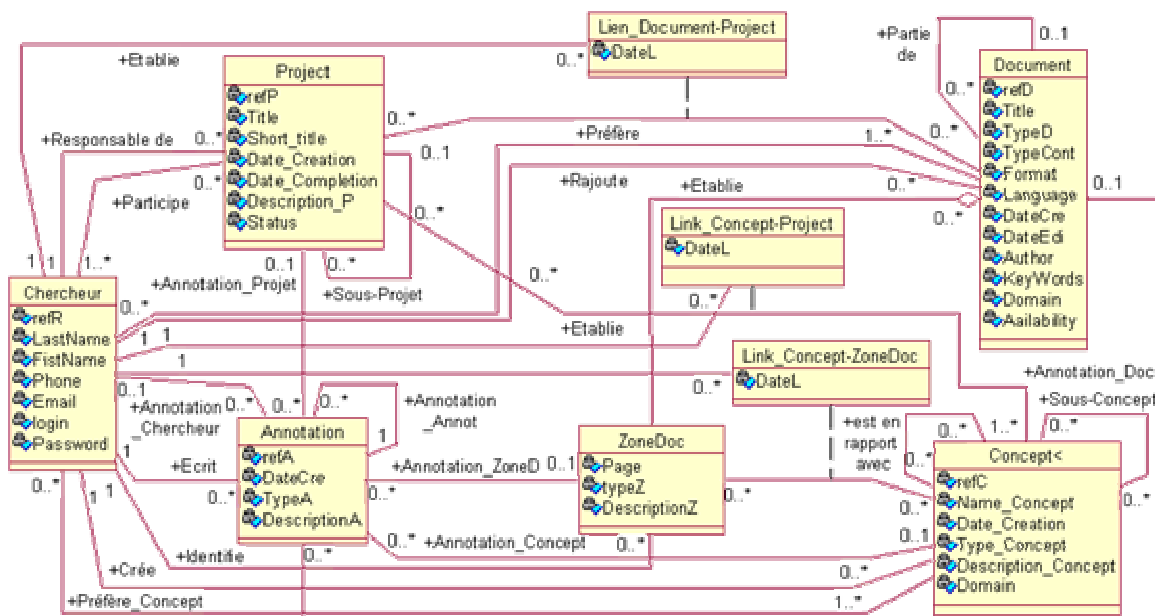 Lien_Document-Project
DateL
+Etablie
0..*
+Partie
de
0..1
0..*
Document
refD
Title
TypeD
TypeCont
Format
Language
DateCre
DateEdi
Author
KeyWords
Domain
Aailability
0..1
Project
refP
Title
Short_title
Date_Creation
Date_Completion
Description_P
Status
+Responsable de
0..*
+Participe
0..*
0..*
0..1
0..*
0..*
0..1
+Préfère
1..*
0..*
+Rajoute
+Etablie
0..*
0..*
Link_Concept-Project
DateL
0..*
+Annotation_Projet
+Sous-Projet
0..*
+Etablie
1
1
1..*
Chercheur
refR
LastName
FistName
Phone
Email
login
Password
0..*
1
1
1
1
0..1
Link_Concept-ZoneDoc
DateL
0..*
+Annotation_Doc
+Sous-Concept
+Annotation
_Chercheur
0..*
0..*
+Annotation
_Annot
1
Annotation
refA
DateCre
TypeA
DescriptionA
+Ecrit
1
0..*
+Annotation_ZoneD
0..1
ZoneDoc
Page
typeZ
DescriptionZ
+est en
rapport
avec
0..*
0..*
1..*
0..*
0..*
Concept<
refC
Name_Concept
Date_Creation
Type_Concept
Description_Concept
Domain
0..*
0..*
0..1
0..*
1..*
0..*
1
1
+Identifie
0..*
0..*
+Annotation_Concept
0..*
+Crée
+Préfère_Concept